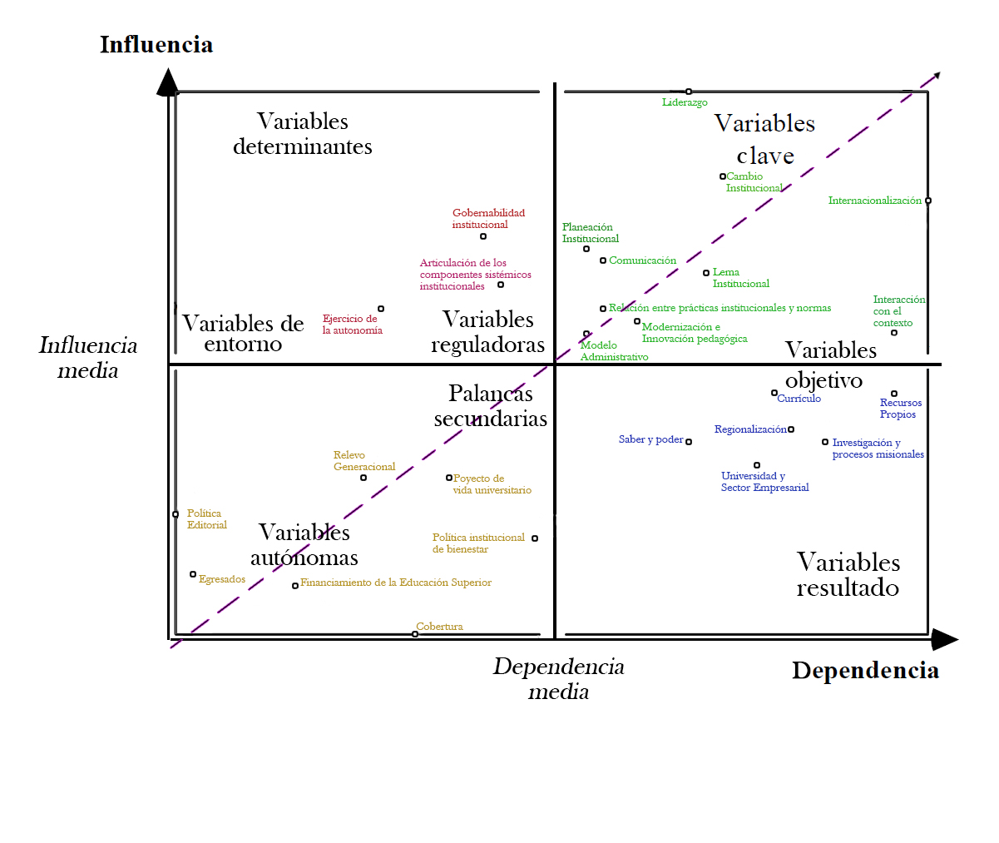 Influencia
Variables
determinantes
Liderazgo
Variables
clave
Cambio
Institucional
Internacionalización
Gobernabilidad
institucional
Planeación
Institucional
Articulación de los
componentes sistémicos
institucionales
Comunicación
Lema
Institucional
Variables de
entorno
Ejercicio de
la autonomía
Variables
reguladoras
Relación entre prácticas institucionales y normas
Modernización e
Innovación pedagógica
Modelo
Administrativo
Interacción
con el
contexto
Influencia
media
Variables
objetivo
Palancas
secundarias
Currículo
Recursos
Propios
Saber y poder
Regionalización
Investigación y
procesos misionales
Universidad y
Sector Empresarial
Relevo
Generacional
Poyecto de
vida universitario
Política
Editorial
Variables
autónomas
Política institucional
de bienestar
Egresados
Financiamiento de la Educación Superior
Variables
resultado
Cobertura
Dependencia
media
Dependencia